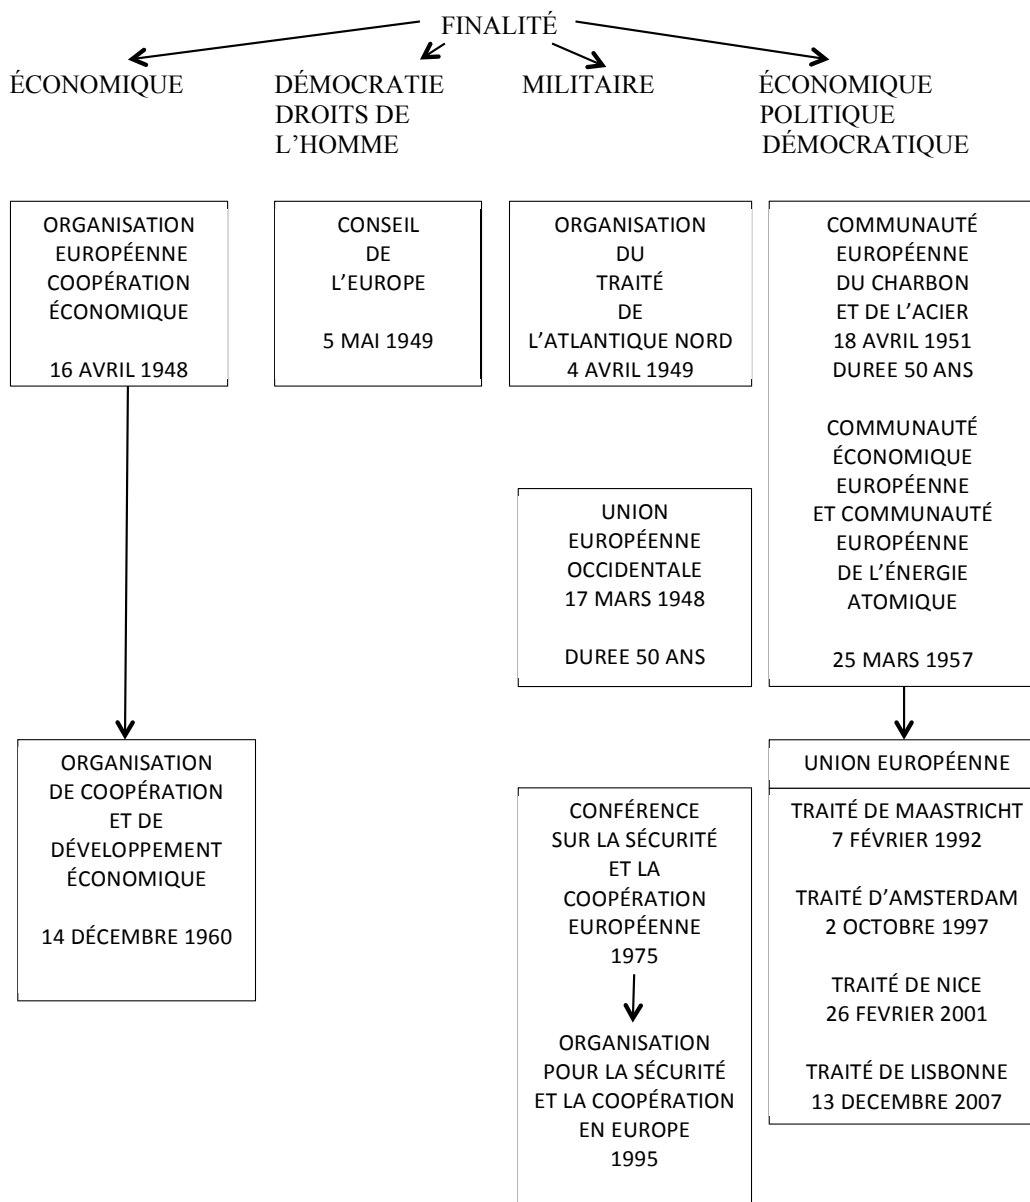 FINALITÉ
ÉCONOMIQUE
DÉMOCRATIE
DROITS DE
L’HOMME
MILITAIRE
ÉCONOMIQUE
POLITIQUE
DÉMOCRATIQUE
ORGANISATION
EUROPÉENNE
COOPÉRATION
ÉCONOMIQUE
16 AVRIL 1948
CONSEIL
DE
L’EUROPE
5 MAI 1949
ORGANISATION
DU
TRAITÉ
DE
L’ATLANTIQUE NORD
4 AVRIL 1949
COMMUNAUTÉ
EUROPÉENNE
DU CHARBON
ET DE L’ACIER
18 AVRIL 1951
DUREE 50 ANS
COMMUNAUTÉ
ÉCONOMIQUE
EUROPÉENNE
ET COMMUNAUTÉ
EUROPÉENNE
DE L’ÉNERGIE
ATOMIQUE
25 MARS 1957
UNION
EUROPÉENNE
OCCIDENTALE
17 MARS 1948
DUREE 50 ANS
ORGANISATION
DE COOPÉRATION
ET DE
DÉVELOPPEMENT
ÉCONOMIQUE
14 DÉCEMBRE 1960
CONFÉRENCE
SUR LA SÉCURITÉ
ET LA
COOPÉRATION
EUROPÉENNE
1975
ORGANISATION
POUR LA SÉCURITÉ
ET LA COOPÉRATION
EN EUROPE
1995
UNION EUROPÉENNE
TRAITÉ DE MAASTRICHT
7 FÉVRIER 1992
TRAITÉ D’AMSTERDAM
2 OCTOBRE 1997
TRAITÉ DE NICE
26 FEVRIER 2001
TRAITÉ DE LISBONNE
13 DECEMBRE 2007